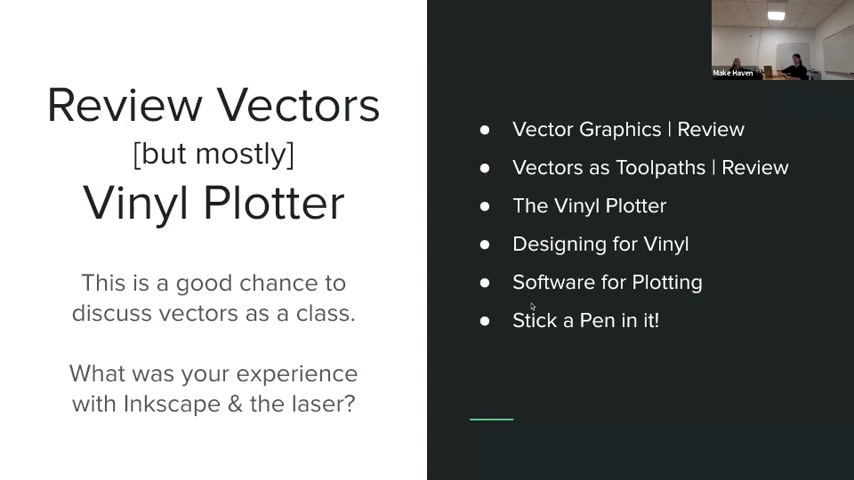 Review Vectors
[but mostly]
Vinyl Plotter
This is a good chance to
discuss vectors as a class.
What was your experience
with Inkscape & the laser?
● Vector Graphics | Review
● Vectors as Toolpaths | Review
● The Vinyl Plotter
● Designing for Vinyl
● Software for Plotting
● Stick a Pen in it!
Make Haven